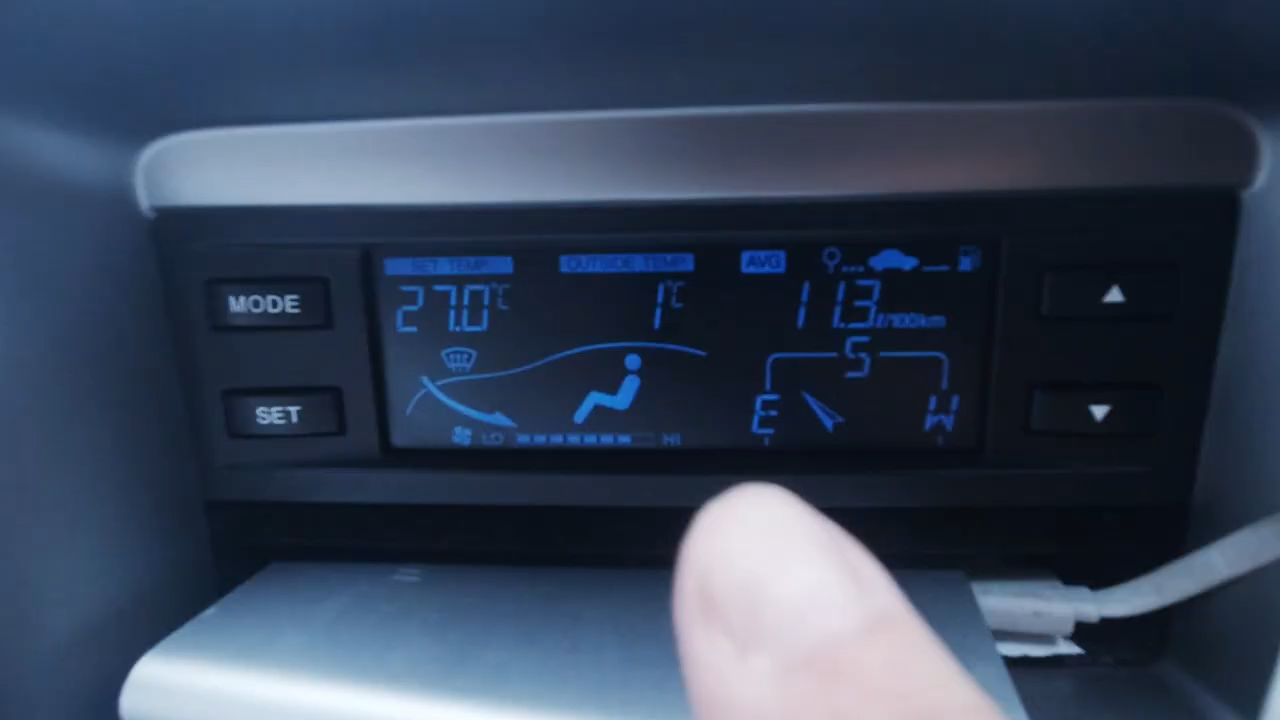 MODE
SET
SET TEMP
OUTSIDE TEMP
AVG
27.0°C
1°C
11.3 ℓ/100km
S
E
W
LO
HI